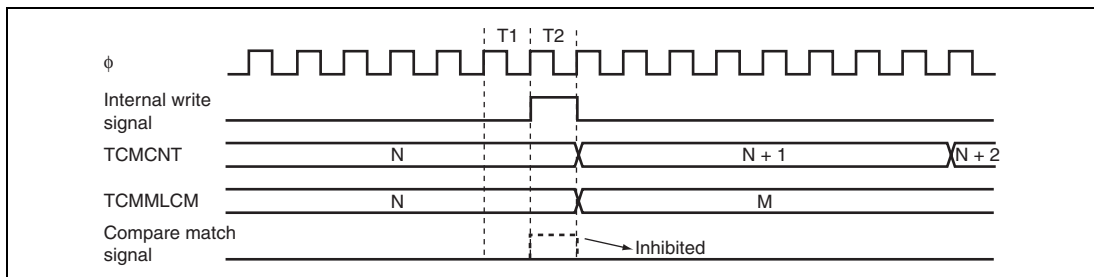 T1 T2
ϕ
Internal write
signal
TCMCNT N N + 1 N + 2
TCMMLCM N M
Compare match
signal
Inhibited